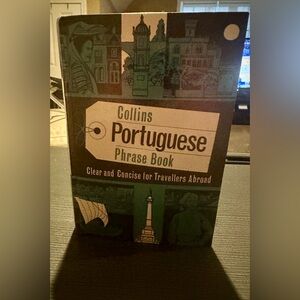 Collins
Portuguese
Phrase Book
Clear and Concise for Travellers Abroad